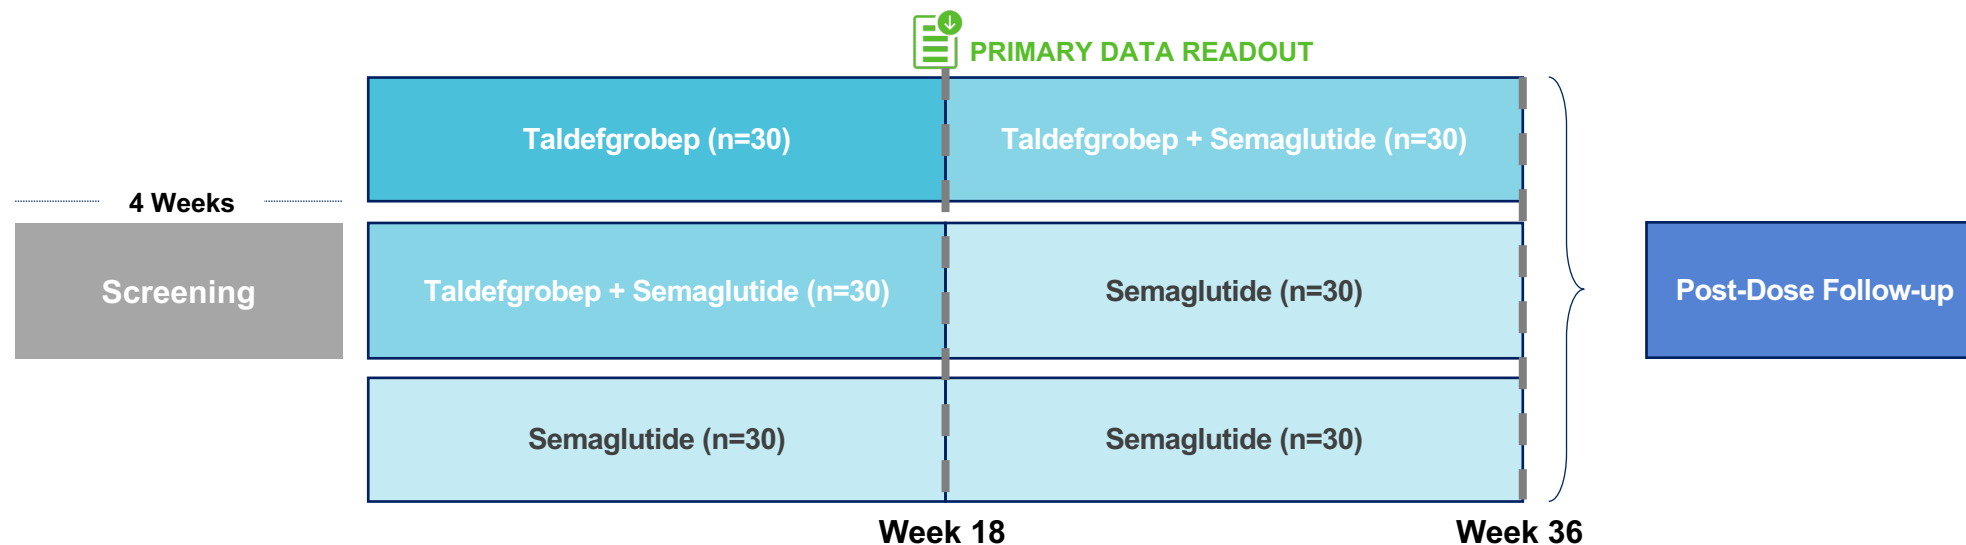 PRIMARY DATA READOUT
Taldefgrobep (n=30)
Taldefgrobep + Semaglutide (n=30)
4 Weeks
Screening
Taldefgrobep + Semaglutide (n=30)
Semaglutide (n=30)
Post-Dose Follow-up
Semaglutide (n=30)
Semaglutide (n=30)
Week 18
Week 36